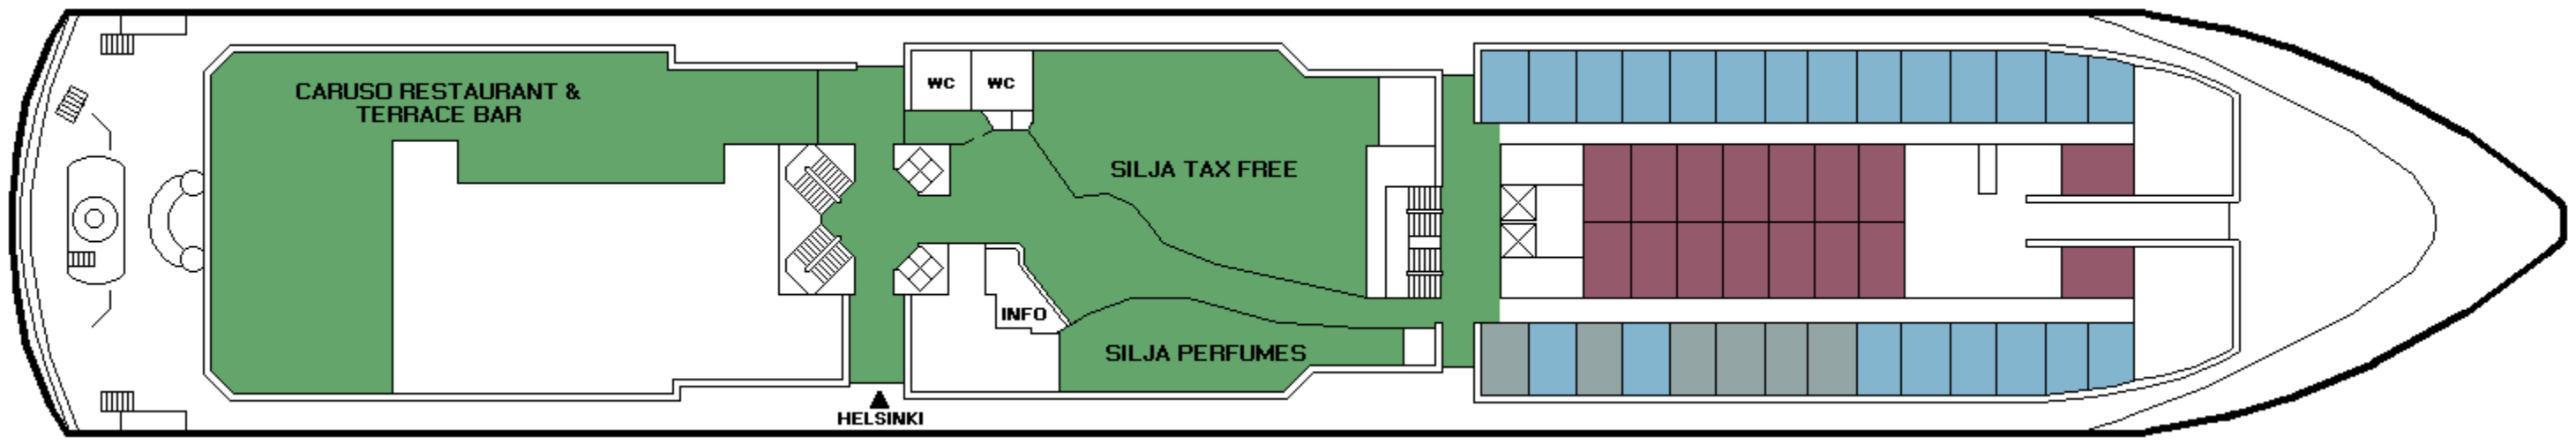 CARUSO RESTAURANT &
TERRACE BAR
WC
WC
SILJA TAX FREE
INFO
SILJA PERFUMES
HELSINKI